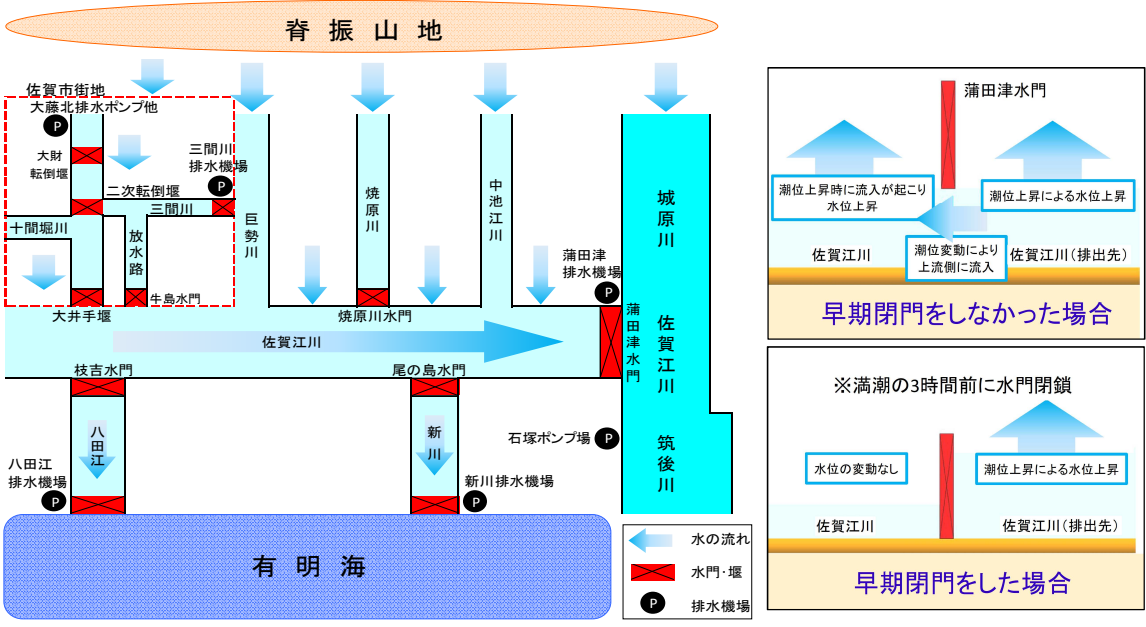 脊振山地
佐賀市街地
大藤北排水ポンプ他
P
大財
転倒堰
二次転倒堰
三間川
排水機場
P
三間川
十間堀川
放水路
牛島水門
大井手堰
巨勢川
焼原川
焼原川水門
中池江川
蒲田津
排水機場
P
蒲田津水門
城原川
佐賀江川
筑後川
佐賀江川
枝吉水門
尾の島水門
八田江
新川
石塚ポンプ場
P
八田江
排水機場
P
新川排水機場
P
有明海
水の流れ
水門・堰
P
排水機場
蒲田津水門
潮位上昇時に流入が起こり
水位上昇
潮位上昇による水位上昇
佐賀江川
潮位変動により
上流側に流入
佐賀江川(排出先)
早期閉門をしなかった場合
※満潮の3時間前に水門閉鎖
水位の変動なし
潮位上昇による水位上昇
佐賀江川
佐賀江川(排出先)
早期閉門をした場合